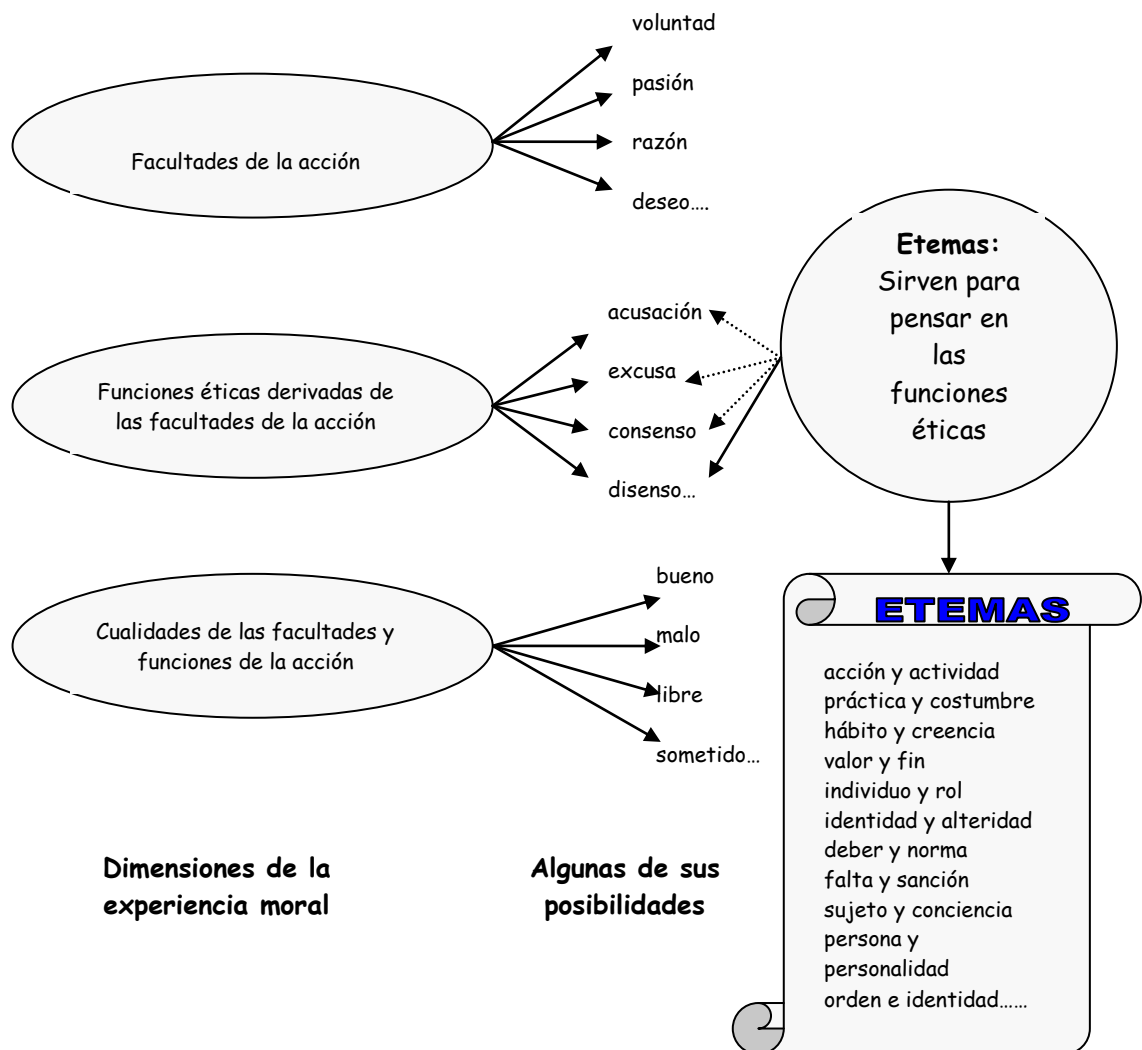 voluntad
pasión
razón
deseo....
Facultades de la acción
Etemas:
Sirven para
pensar en
las
funciones
éticas
Funciones éticas derivadas de
las facultades de la acción
acusación
excusa
consenso
disenso...
Cualidades de las facultades y
funciones de la acción
bueno
malo
libre
sometido...
ETEMAS
acción y actividad
práctica y costumbre
hábito y creencia
valor y fin
individuo y rol
identidad y alteridad
deber y norma
falta y sanción
sujeto y conciencia
persona y
personalidad
orden e identidad......
Dimensiones de la
experiencia moral
Algunas de sus
posibilidades